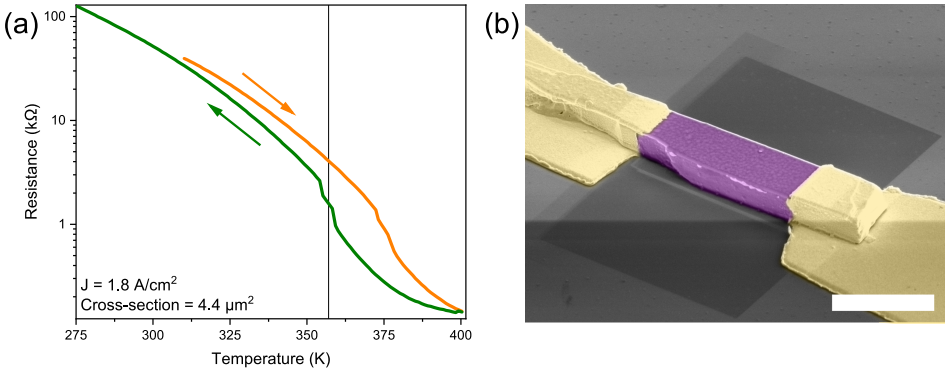 (a)
100
10
1
Resistance (kΩ)
J = 1.8 A/cm²
Cross-section = 4.4 µm²
275
300
325
350
375
400
Temperature (K)
(b)